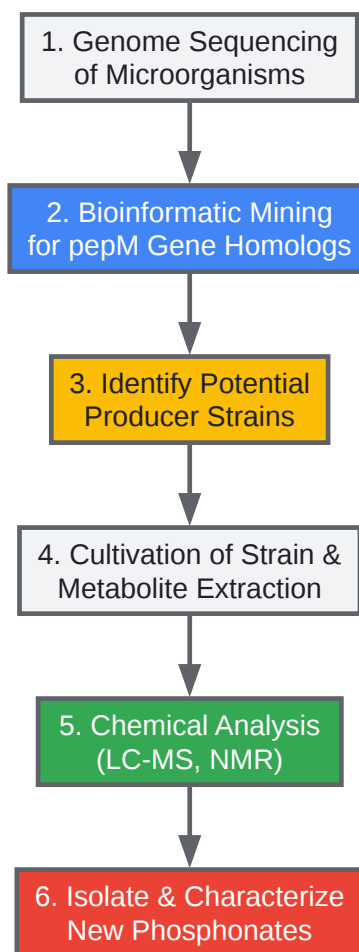 1. Genome Sequencing
of Microorganisms
2. Bioinformatic Mining
for pepM Gene Homologs
3. Identify Potential
Producer Strains
4. Cultivation of Strain &
Metabolite Extraction
5. Chemical Analysis
(LC-MS, NMR)
6. Isolate & Characterize
New Phosphonates